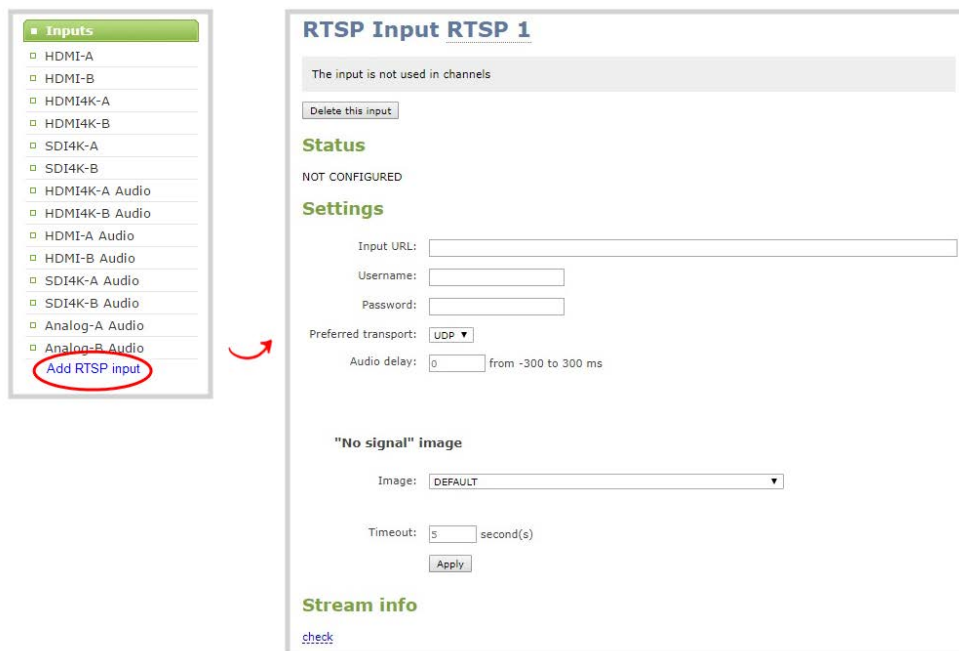 Inputs
HDMI-A
HDMI-B
HDMI4K-A
HDMI4K-B
SDI4K-A
SDI4K-B
HDMI4K-A Audio
HDMI4K-B Audio
HDMI-A Audio
HDMI-B Audio
SDI4K-A Audio
SDI4K-B Audio
Analog-A Audio
Analog-B Audio
Add RTSP input
RTSP Input RTSP 1
The input is not used in channels
Delete this input
Status
NOT CONFIGURED
Settings
Input URL:
Username:
Password:
Preferred transport: UDP
Audio delay: 0 from -300 to 300 ms
"No signal" image
Image: DEFAULT
Timeout: 5 second(s)
Apply
Stream info
check